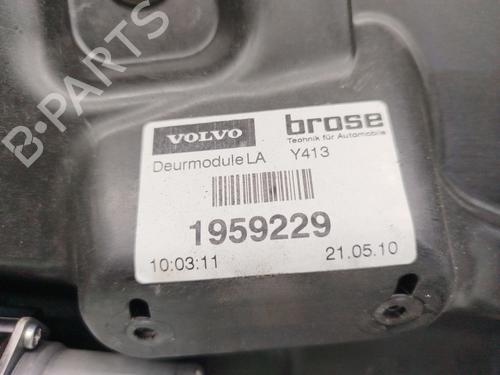 VOLVO brose
Technik für Automobile
Deurmodule LA Y413
1959229
10:03:11 21.05.10
B-PARTS